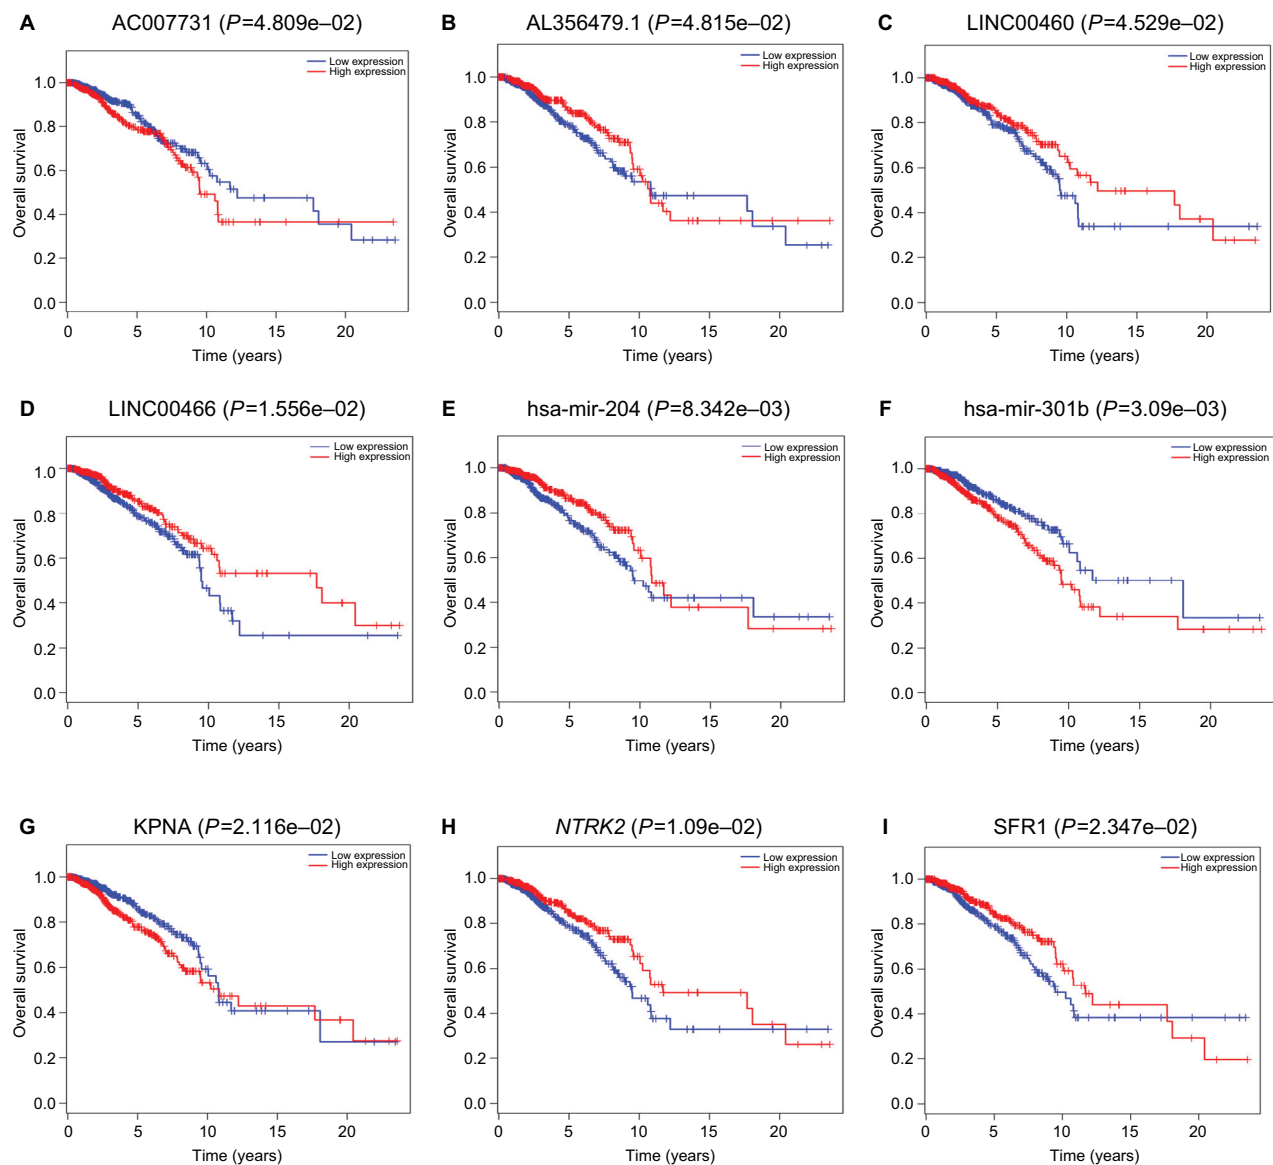 A AC007731 (P=4.809e–02)
Low expression
High expression
Overall survival
1.0
0.8
0.6
0.4
0.2
0.0
0 5 10 15 20
Time (years)
B AL356479.1 (P=4.815e–02)
Low expression
High expression
Overall survival
1.0
0.8
0.6
0.4
0.2
0.0
0 5 10 15 20
Time (years)
C LINC00460 (P=4.529e–02)
Low expression
High expression
Overall survival
1.0
0.8
0.6
0.4
0.2
0.0
0 5 10 15 20
Time (years)
D LINC00466 (P=1.556e–02)
Low expression
High expression
Overall survival
1.0
0.8
0.6
0.4
0.2
0.0
0 5 10 15 20
Time (years)
E hsa-mir-204 (P=8.342e–03)
Low expression
High expression
Overall survival
1.0
0.8
0.6
0.4
0.2
0.0
0 5 10 15 20
Time (years)
F hsa-mir-301b (P=3.09e–03)
Low expression
High expression
Overall survival
1.0
0.8
0.6
0.4
0.2
0.0
0 5 10 15 20
Time (years)
G KPNA (P=2.116e–02)
Low expression
High expression
Overall survival
1.0
0.8
0.6
0.4
0.2
0.0
0 5 10 15 20
Time (years)
H NTRK2 (P=1.09e–02)
Low expression
High expression
Overall survival
1.0
0.8
0.6
0.4
0.2
0.0
0 5 10 15 20
Time (years)
I SFR1 (P=2.347e–02)
Low expression
High expression
Overall survival
1.0
0.8
0.6
0.4
0.2
0.0
0 5 10 15 20
Time (years)